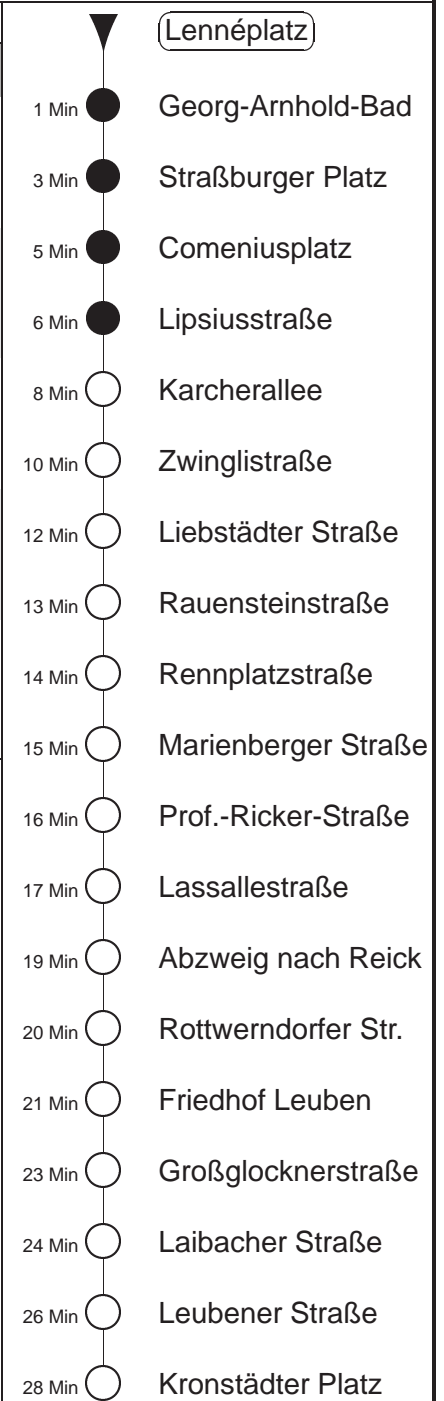 Lennéplatz
1 Min Georg-Arnhold-Bad
3 Min Straßburger Platz
5 Min Comeniusplatz
6 Min Lipsiusstraße
8 Min Karcherallee
10 Min Zwinglistraße
12 Min Liebstädter Straße
13 Min Rauensteinstraße
14 Min Rennplatzstraße
15 Min Marienberger Straße
16 Min Prof.-Ricker-Straße
17 Min Lassallestraße
19 Min Abzweig nach Reick
20 Min Rottwerndorfer Str.
21 Min Friedhof Leuben
23 Min Großglocknerstraße
24 Min Laibacher Straße
26 Min Leubener Straße
28 Min Kronstädter Platz